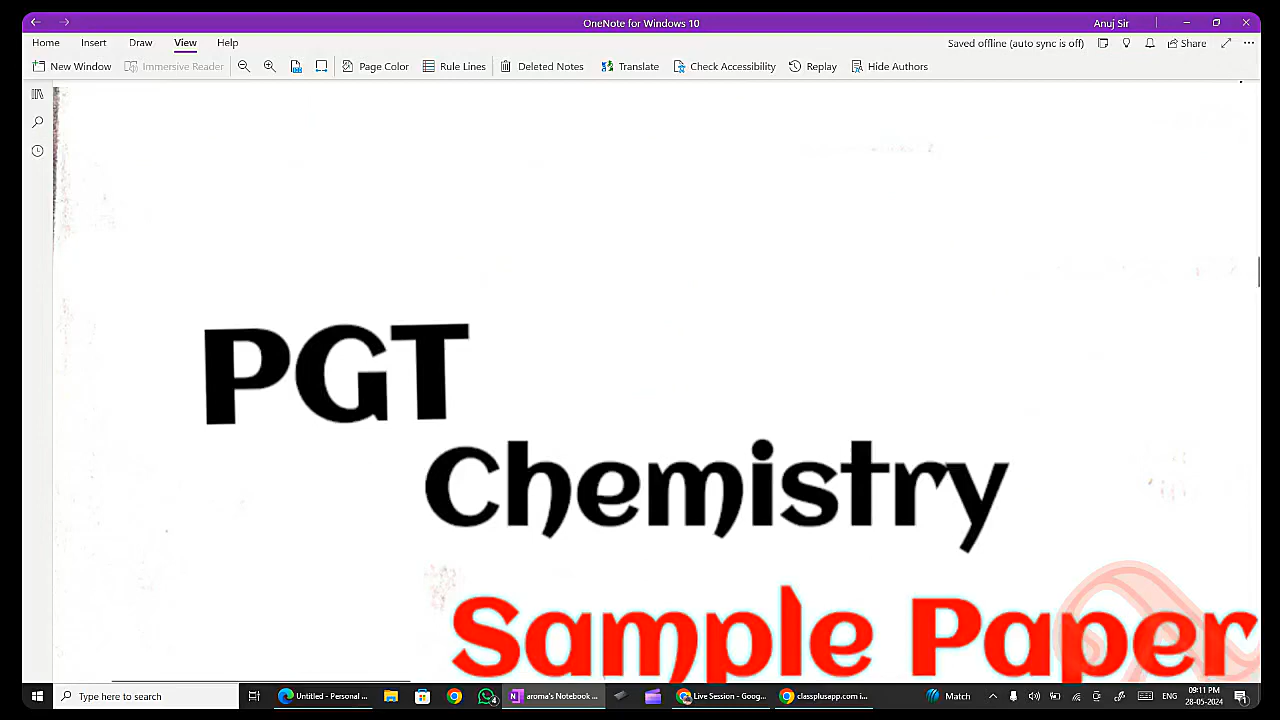 OneNote for Windows 10
Anuj Sir
Home Insert Draw View Help
Saved offline (auto sync is off) Share
New Window Immersive Reader Page Color Rule Lines Deleted Notes Translate Check Accessibility Replay Hide Authors
PGT
Chemistry
Sample Paper
Type here to search
Untitled - Personal ...
4
aroma's Notebook ...
Live Session - Goog...
classplusapp.com i...
Match
ENG
09:11 PM
28-05-2024
1